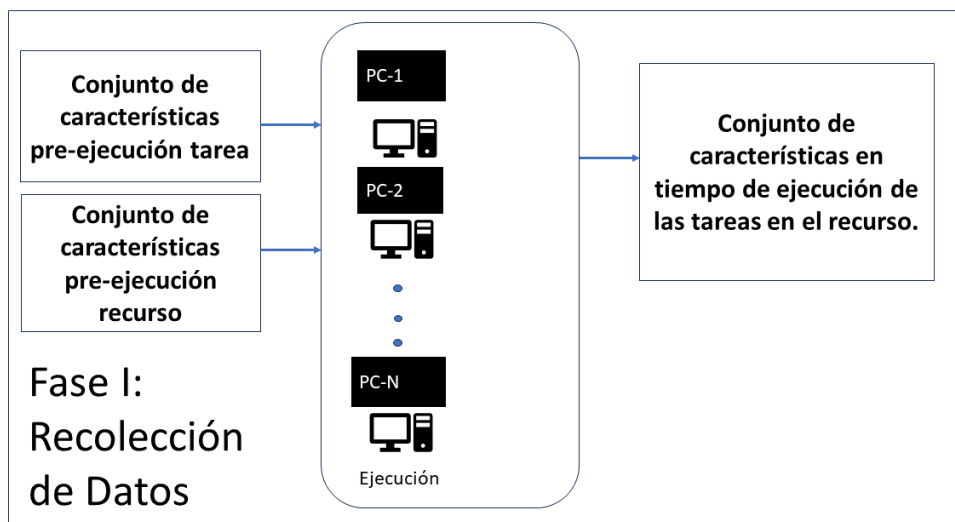 Conjunto de
características
pre-ejecución tarea
Conjunto de
características
pre-ejecución
recurso
Fase I:
Recolección
de Datos
PC-1
PC-2
PC-N
Ejecución
Conjunto de
características en
tiempo de ejecución de
las tareas en el recurso.